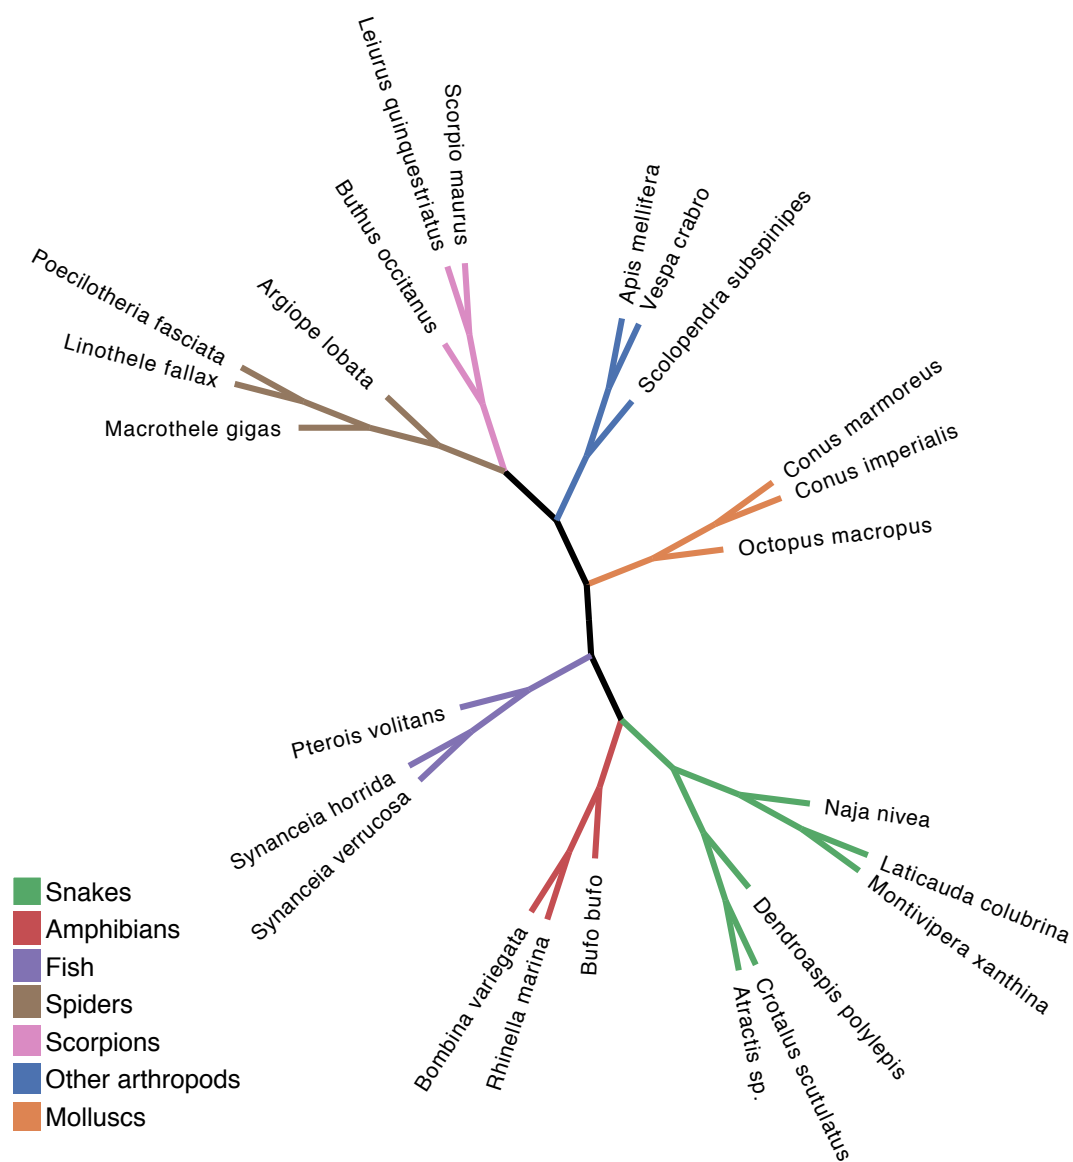 Leiurus quinquestriatus
Scorpio maurus
Buthus occitanus
Apis mellifera
Vespa crabro
Scolopendra subspinipes
Poecilotheria fasciata
Argiope lobata
Linothele fallax
Macrothele gigas
Conus marmoreus
Conus imperialis
Octopus macropus
Pterois volitans
Synanceia horrida
Synanceia verrucosa
Naja nivea
Laticauda colubrina
Montivipera xanthina
Dendroaspis polylepis
Crotalus scutulatus
Atractis sp.
Bufo bufo
Rhinella marina
Bombina variegata
Snakes
Amphibians
Fish
Spiders
Scorpions
Other arthropods
Molluscs